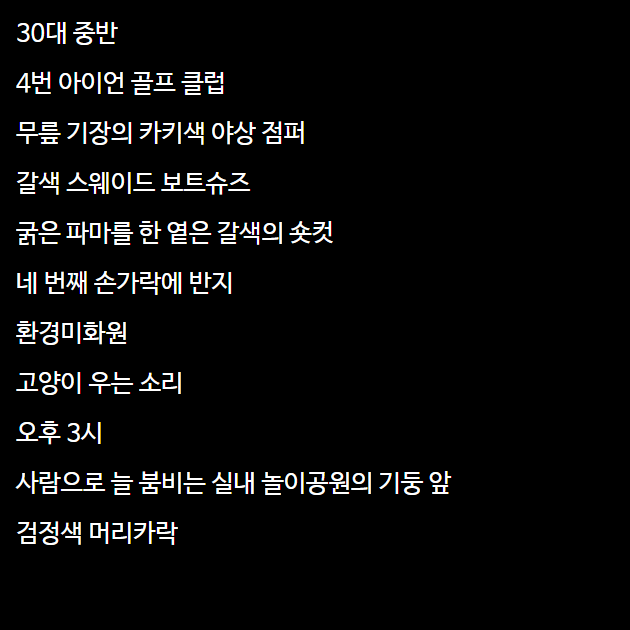 30대 중반
4번 아이언 골프 클럽
무릎 기장의 카키색 야상 점퍼
갈색 스웨이드 보트슈즈
굵은 파마를 한 옅은 갈색의 숏컷
네 번째 손가락에 반지
환경미화원
고양이 우는 소리
오후 3시
사람으로 늘 붐비는 실내 놀이공원의 기둥 앞
검정색 머리카락